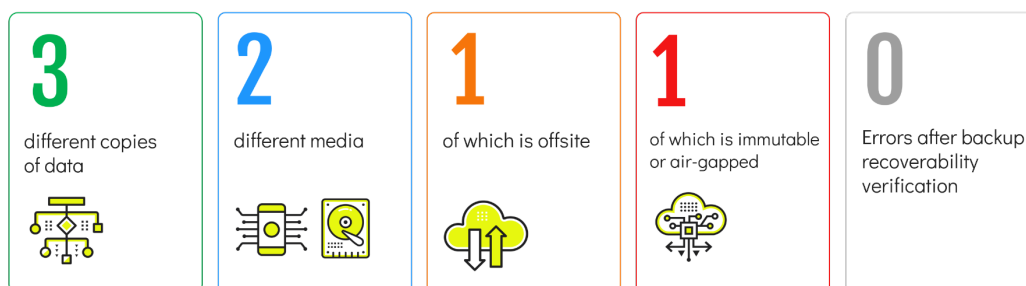 3
different copies
of data
2
different media
1
of which is offsite
1
of which is immutable
or air-gapped
0
Errors after backup
recoverability
verification